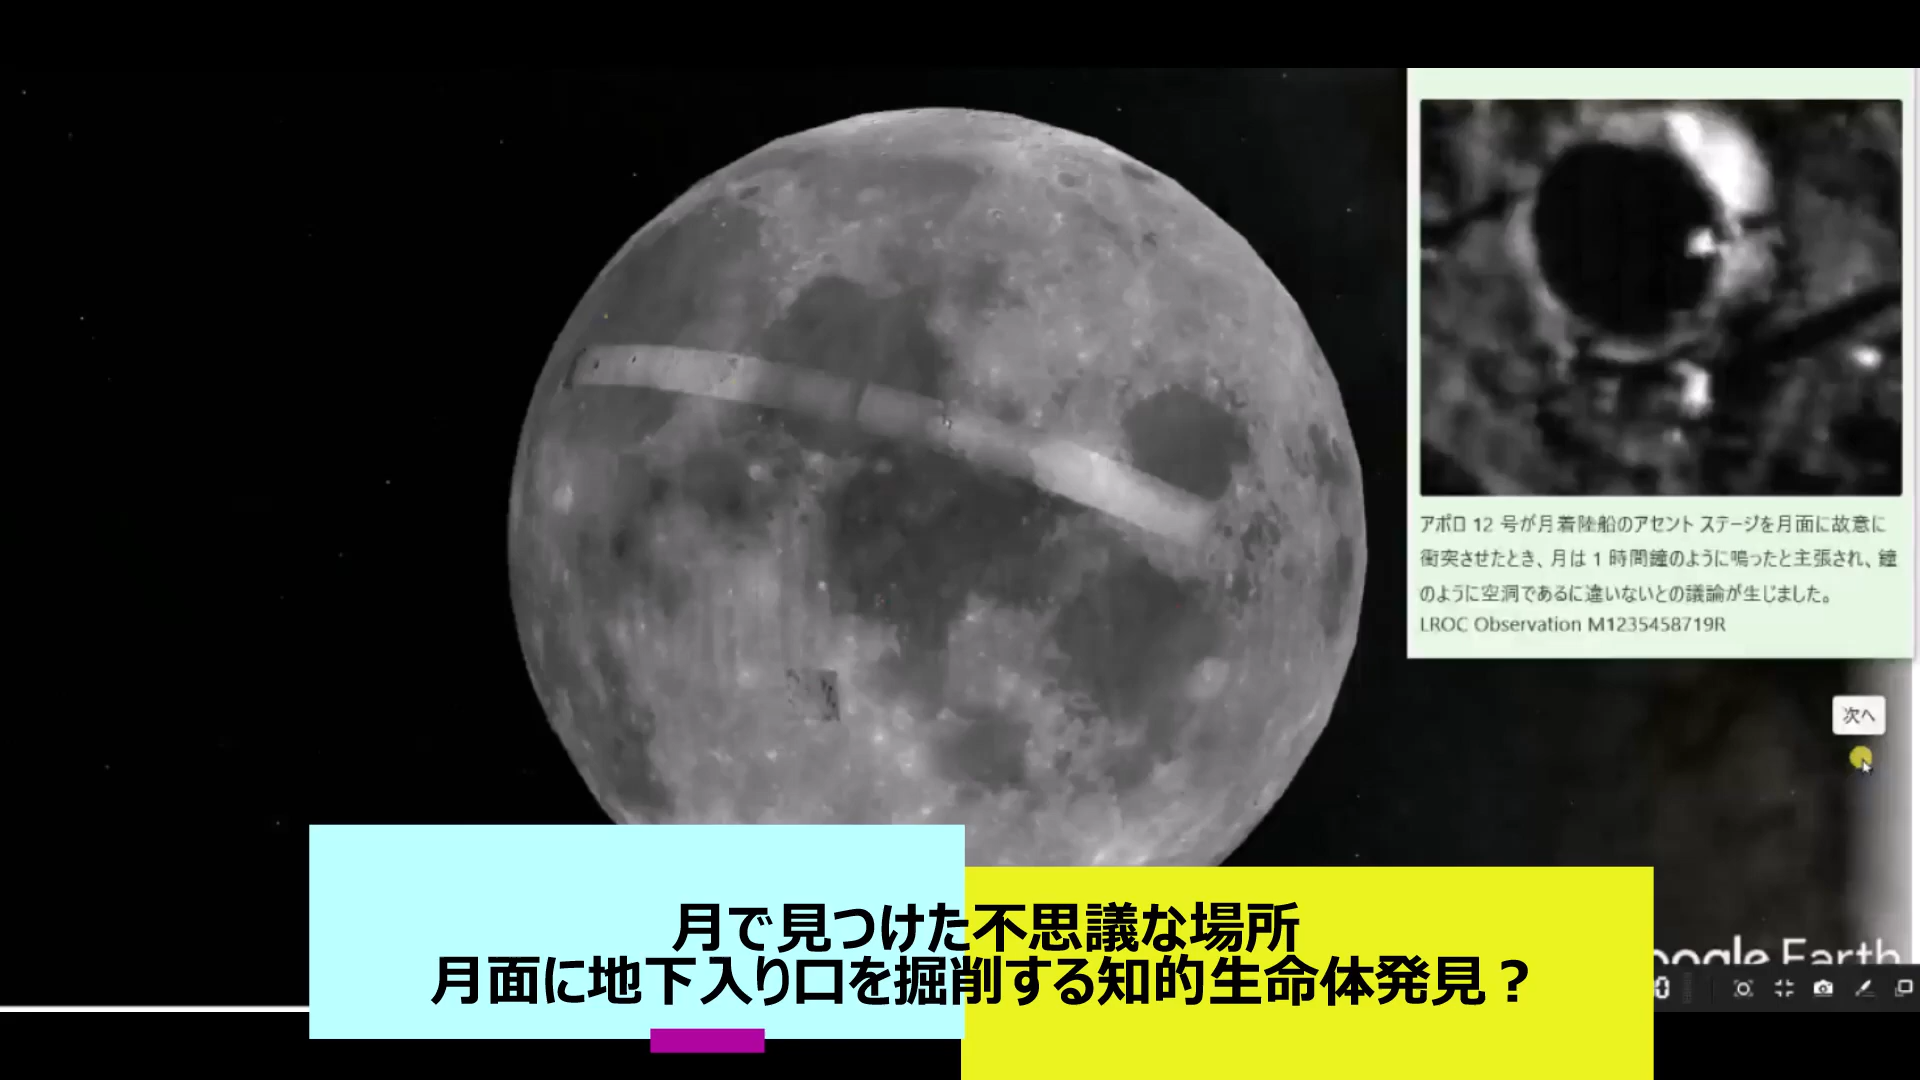 アポロ 12 号が月着陸船のアセント ステージを月面に故意に
衝突させたとき、月は 1 時間鐘のように鳴ったと主張され、鐘
のように空洞であるに違いないとの議論が生じました。
LROC Observation M1235458719R
次へ
Google Earth
月で見つけた不思議な場所
月面に地下入り口を掘削する知的生命体発見？